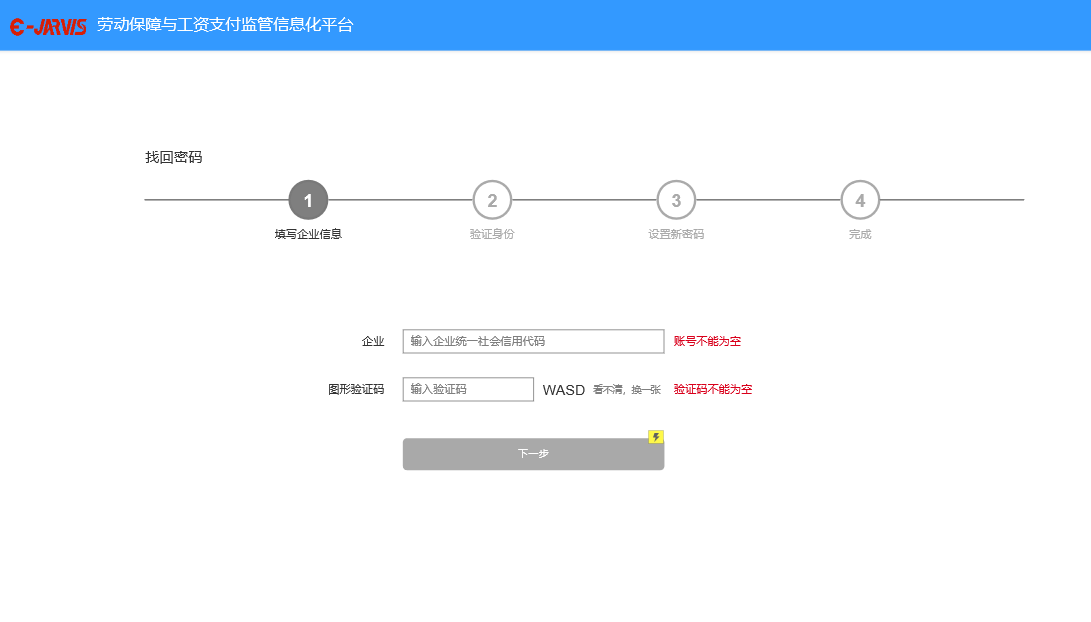 E-JARVIS 劳动保障与工资支付监管信息化平台
找回密码
1 2 3 4
填写企业信息 验证身份 设置新密码 完成
企业 输入企业统一社会信用代码 账号不能为空
图形验证码 输入验证码 WASD 看不清，换一张 验证码不能为空
下一步